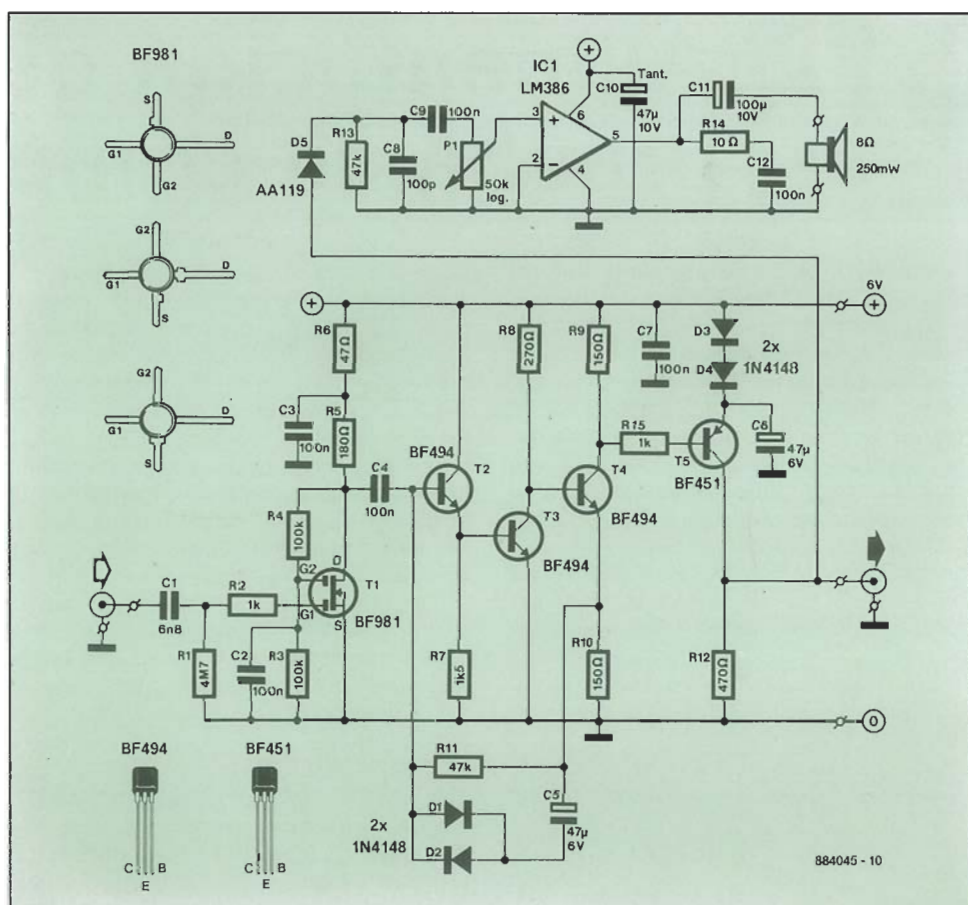 BF981
S
D
G1
G2
G2
G1
D
S
G2
G1
D
S
D5
AA119
R13
47k
C9
100n
C8
100p
P1
50k
log.
IC1
LM386
3
+
2
−
6
4
5
+
C10
Tant.
47µ
10V
C11
100µ
10V
R14
10Ω
C12
100n
8Ω
250mW
+
6V
+
R6
47Ω
C3
100n
R5
180Ω
R4
100k
C4
100n
BF494
T2
R8
270Ω
T3
BF494
R9
150Ω
T4
BF494
C7
100n
D3
D4
2x
1N4148
R15
1k
T5
BF451
C6
47µ
6V
C1
6n8
R2
1k
R1
4M7
G2
G1
D
S
T1
BF981
C2
100n
R3
100k
R7
1k5
R10
150Ω
R12
470Ω
0
R11
47k
D1
D2
2x
1N4148
C5
47µ
6V
BF494
C
E
B
BF451
C
E
B
884045 - 10